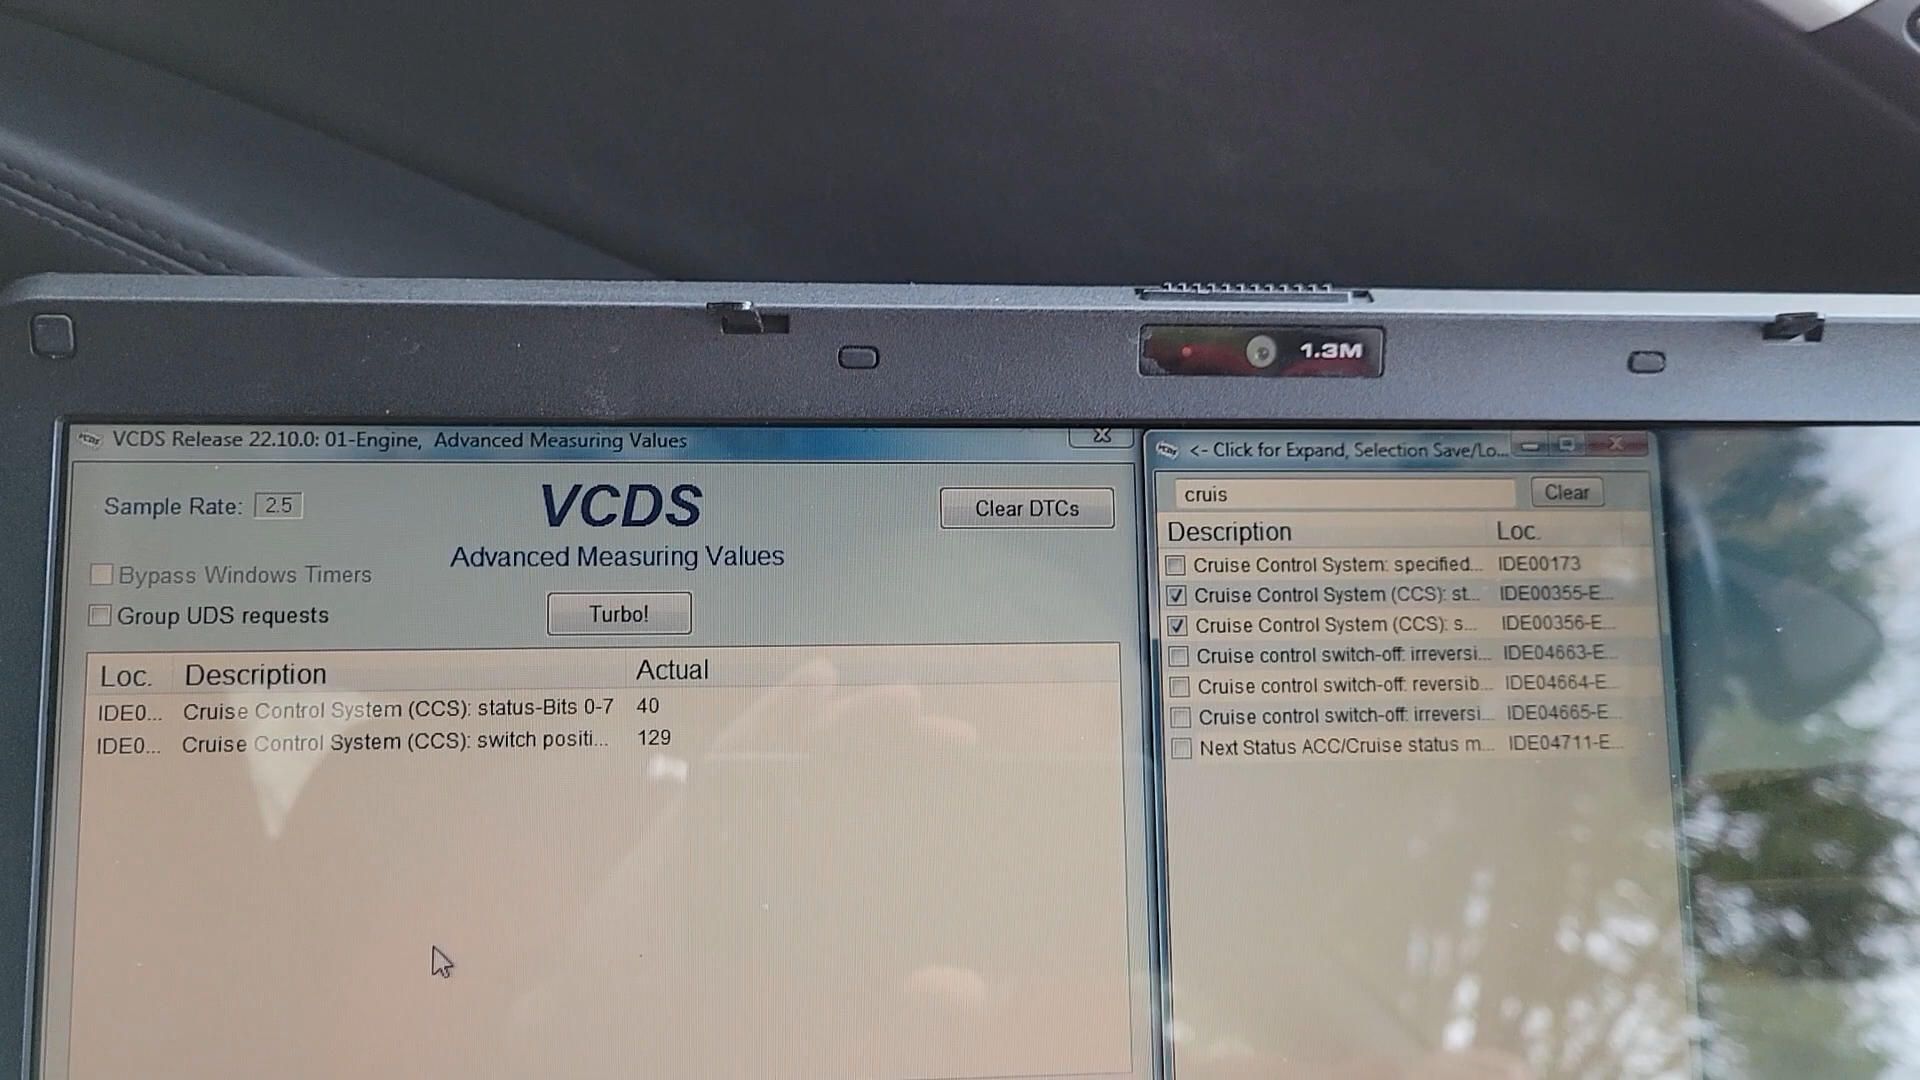 1.3M
VCDS Release 22.10.0: 01-Engine, Advanced Measuring Values
Sample Rate: 2.5
VCDS
Clear DTCs
Advanced Measuring Values
Bypass Windows Timers
Group UDS requests
Turbo!
Loc. Description Actual
IDE0... Cruise Control System (CCS): status-Bits 0-7 40
IDE0... Cruise Control System (CCS): switch positi... 129
<- Click for Expand, Selection Save/Lo...
cruis Clear
Description Loc.
Cruise Control System: specified... IDE00173
Cruise Control System (CCS): st... IDE00355-E...
Cruise Control System (CCS): s... IDE00356-E...
Cruise control switch-off: irreversi... IDE04663-E...
Cruise control switch-off: reversib... IDE04664-E...
Cruise control switch-off: irreversi... IDE04665-E...
Next Status ACC/Cruise status m... IDE04711-E...